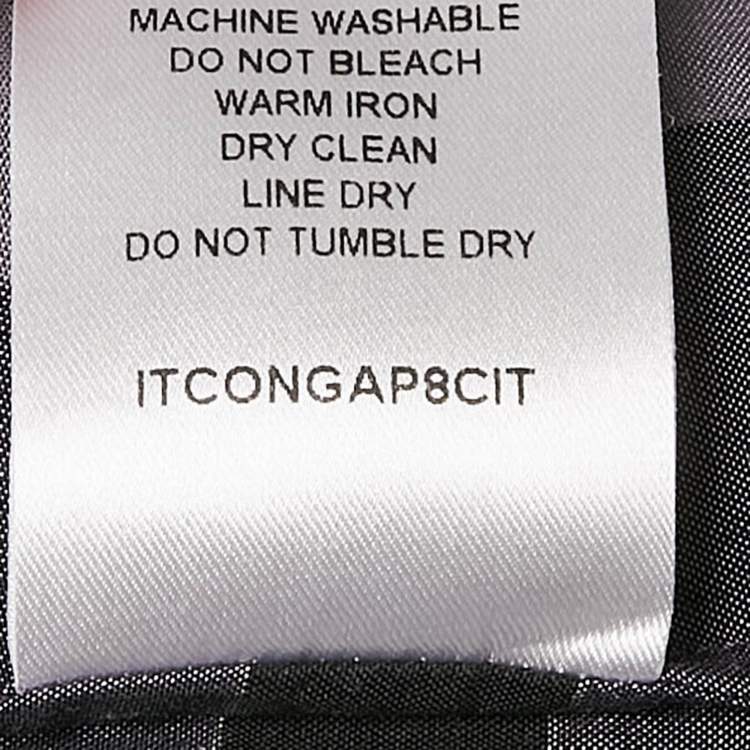 MACHINE WASHABLE
DO NOT BLEACH
WARM IRON
DRY CLEAN
LINE DRY
DO NOT TUMBLE DRY
ITCONGAP8CIT